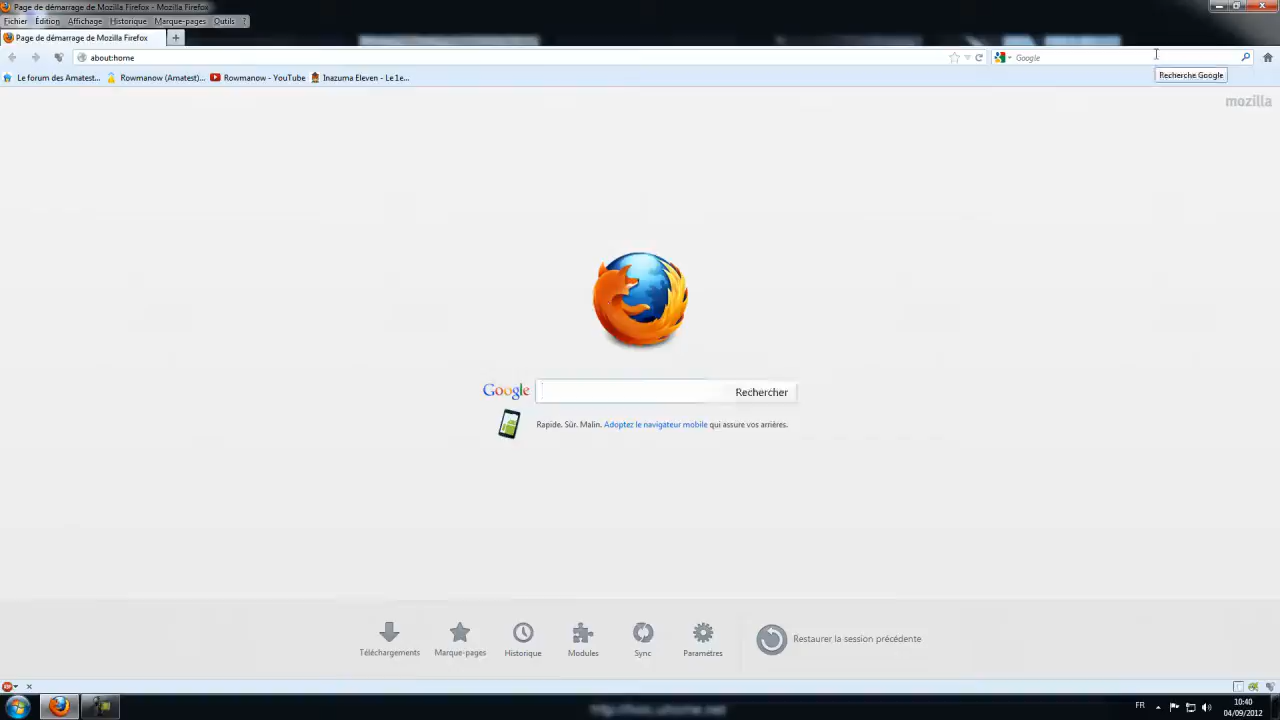 Page de démarrage de Mozilla Firefox - Mozilla Firefox
Fichier Édition Affichage Historique Marque-pages Outils ?
Page de démarrage de Mozilla Firefox +
about:home Google
Le forum des Amatest... Rowmanow (Amatest)... Rowmanow - YouTube Inazuma Eleven - Le 1e...
Recherche Google
mozilla
Google Rechercher
Rapide. Sûr. Malin. Adoptez le navigateur mobile qui assure vos arrières.
Téléchargements Marque-pages Historique Modules Sync Paramètres Restaurer la session précédente
ABP
FR 10:40
04/09/2012